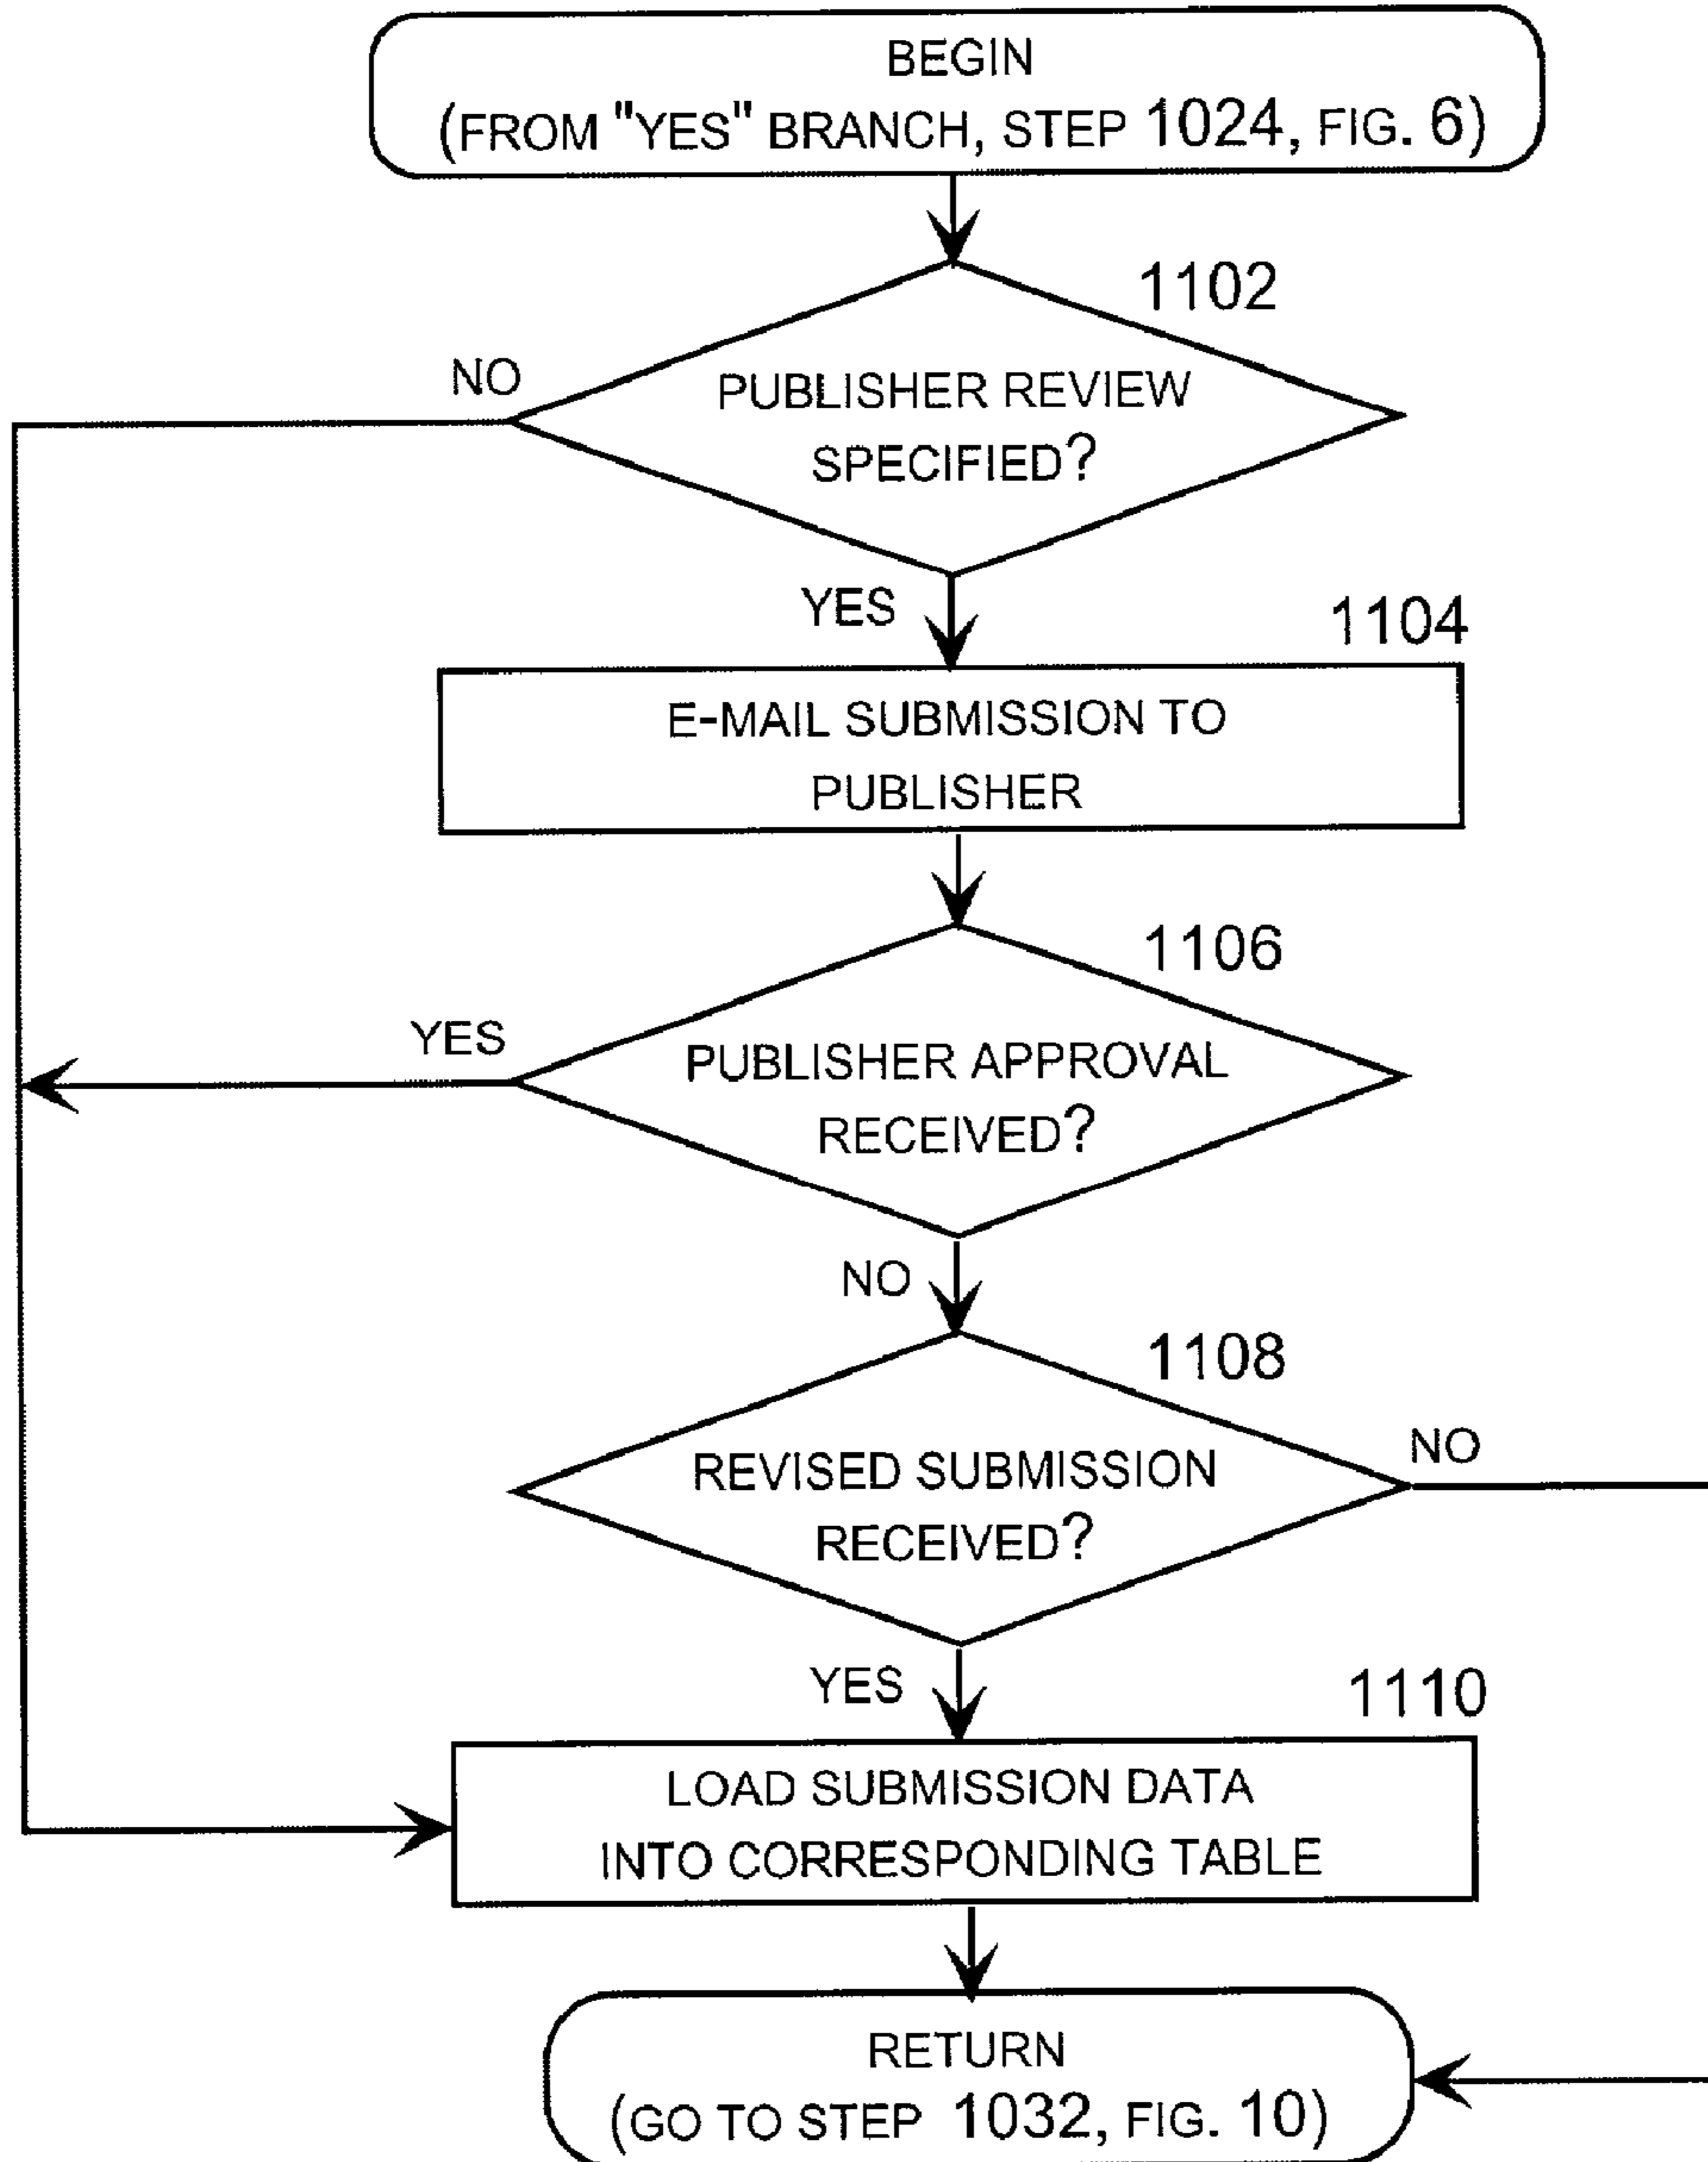 BEGIN
(FROM "YES" BRANCH, STEP 1024, FIG. 6)
1102
NO
PUBLISHER REVIEW
SPECIFIED?
YES
1104
E-MAIL SUBMISSION TO
PUBLISHER
1106
YES
PUBLISHER APPROVAL
RECEIVED?
NO
1108
NO
REVISED SUBMISSION
RECEIVED?
YES
1110
LOAD SUBMISSION DATA
INTO CORRESPONDING TABLE
RETURN
(GO TO STEP 1032, FIG. 10)